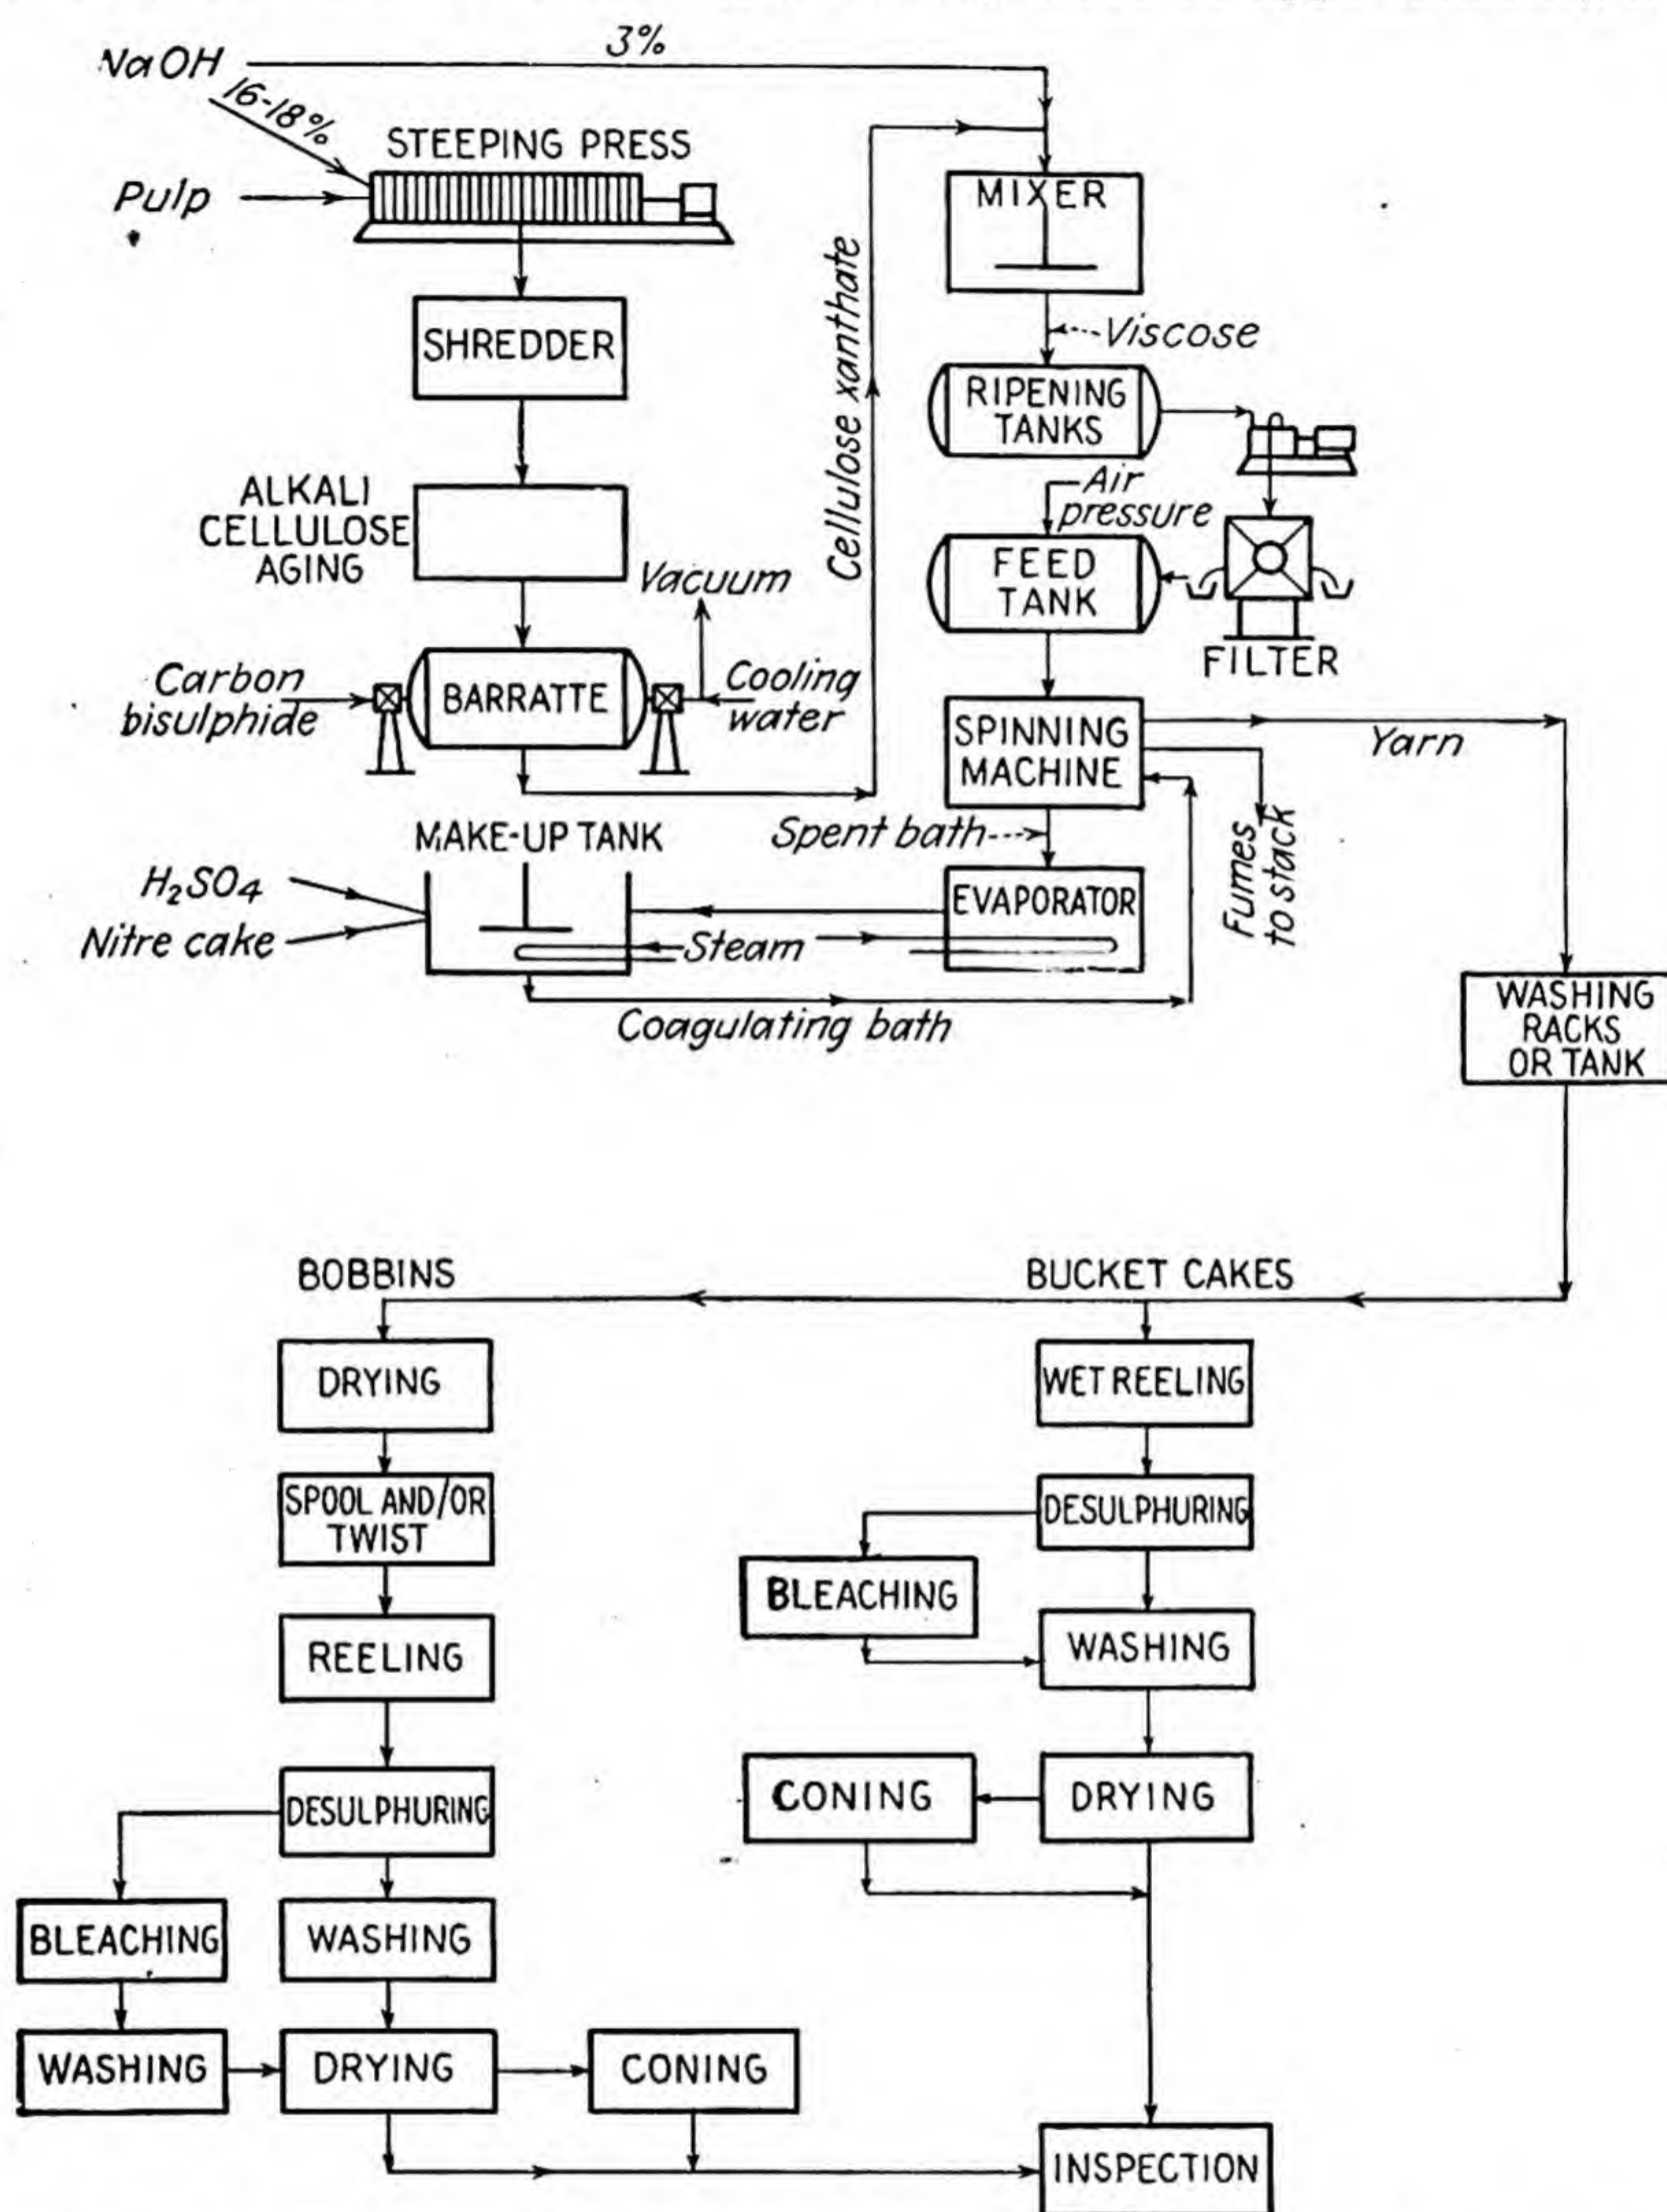 NaOH
3%
16-18%
STEEPING PRESS
Pulp
MIXER
SHREDDER
Cellulose xanthate
Viscose
RIPENING
TANKS
ALKALI
CELLULOSE
AGING
Air
pressure
FEED
TANK
FILTER
Vacuum
Carbon
bisulphide
BARRATTE
Cooling
water
SPINNING
MACHINE
Yarn
Fumes
to stack
Spent bath
MAKE-UP TANK
H₂SO₄
Nitre cake
EVAPORATOR
Steam
Coagulating bath
WASHING
RACKS
OR TANK
BOBBINS
BUCKET CAKES
DRYING
WET REELING
SPOOL AND/OR
TWIST
DESULPHURING
BLEACHING
REELING
WASHING
DESULPHURING
CONING
DRYING
BLEACHING
WASHING
WASHING
DRYING
CONING
INSPECTION